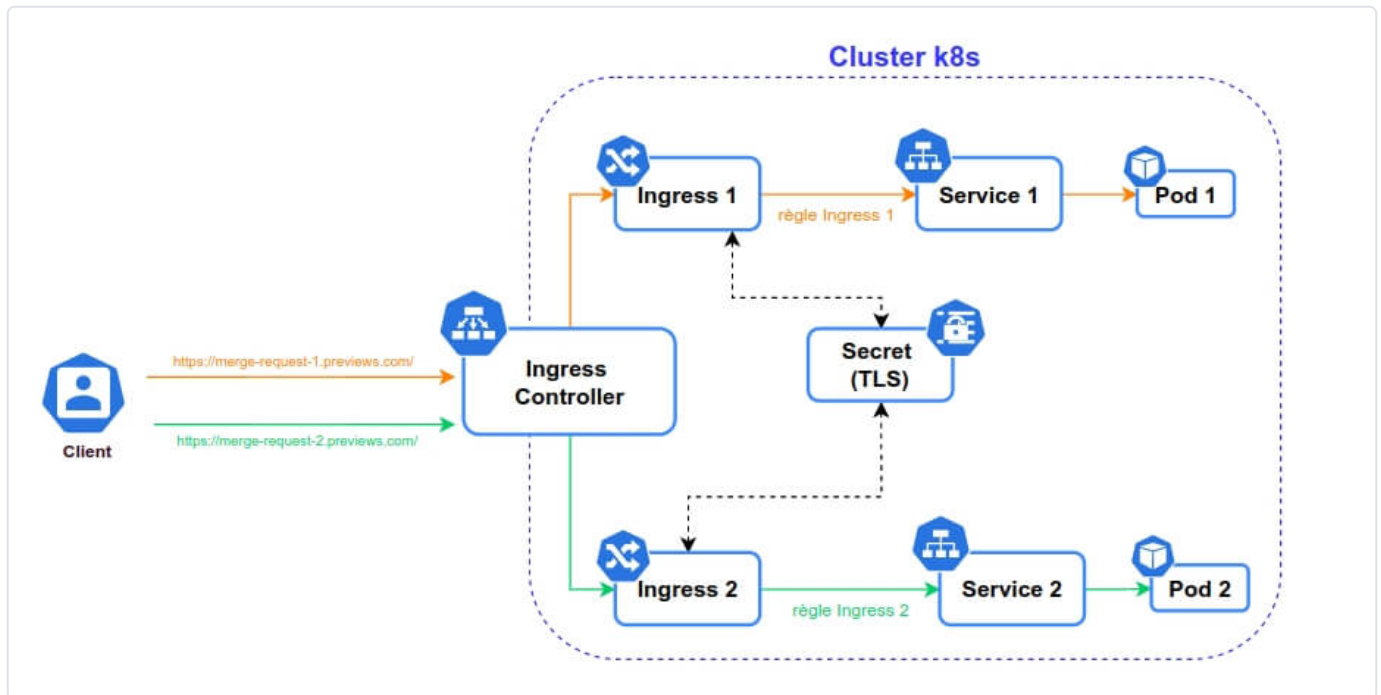 Cluster k8s
Ingress 1
règle Ingress 1
Service 1
Pod 1
https://merge-request-1.previews.com/
Ingress
Controller
Secret
(TLS)
https://merge-request-2.previews.com/
Client
Ingress 2
règle Ingress 2
Service 2
Pod 2